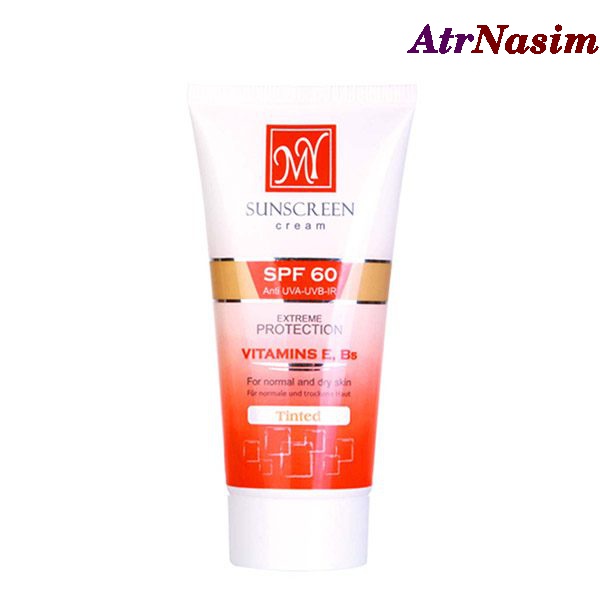 AtrNasim
MY
SUNSCREEN
cream
SPF 60
Anti UVA-UVB-IR
EXTREME
PROTECTION
VITAMINS E, Bs
For normal and dry skin
Für normale und trockene Haut
Tinted